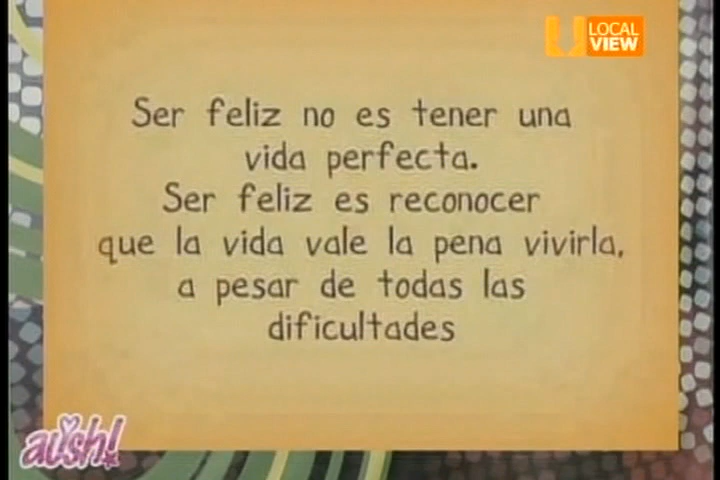 LOCAL
VIEW
Ser feliz no es tener una
vida perfecta.
Ser feliz es reconocer
que la vida vale la pena vivirla,
a pesar de todas las
dificultades
aush!